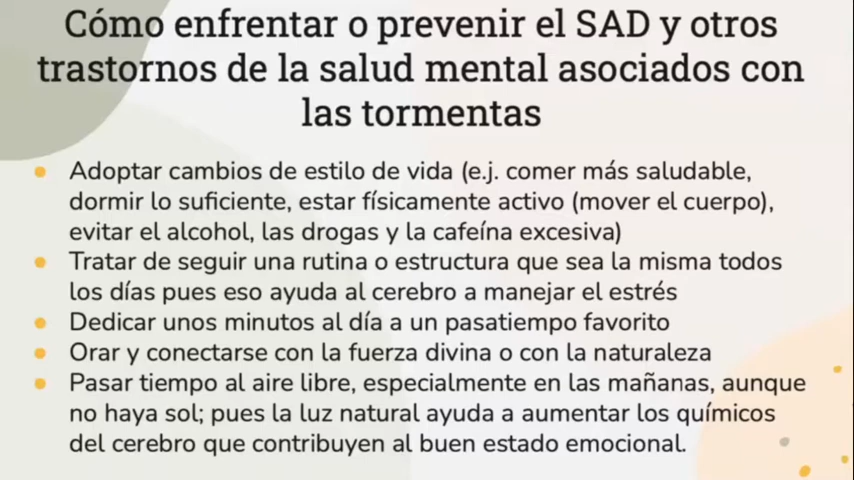 Cómo enfrentar o prevenir el SAD y otros
trastornos de la salud mental asociados con
las tormentas
Adoptar cambios de estilo de vida (e.j. comer más saludable,
dormir lo suficiente, estar físicamente activo (mover el cuerpo),
evitar el alcohol, las drogas y la cafeína excesiva)
Tratar de seguir una rutina o estructura que sea la misma todos
los días pues eso ayuda al cerebro a manejar el estrés
Dedicar unos minutos al día a un pasatiempo favorito
Orar y conectarse con la fuerza divina o con la naturaleza
Pasar tiempo al aire libre, especialmente en las mañanas, aunque
no haya sol; pues la luz natural ayuda a aumentar los químicos
del cerebro que contribuyen al buen estado emocional.